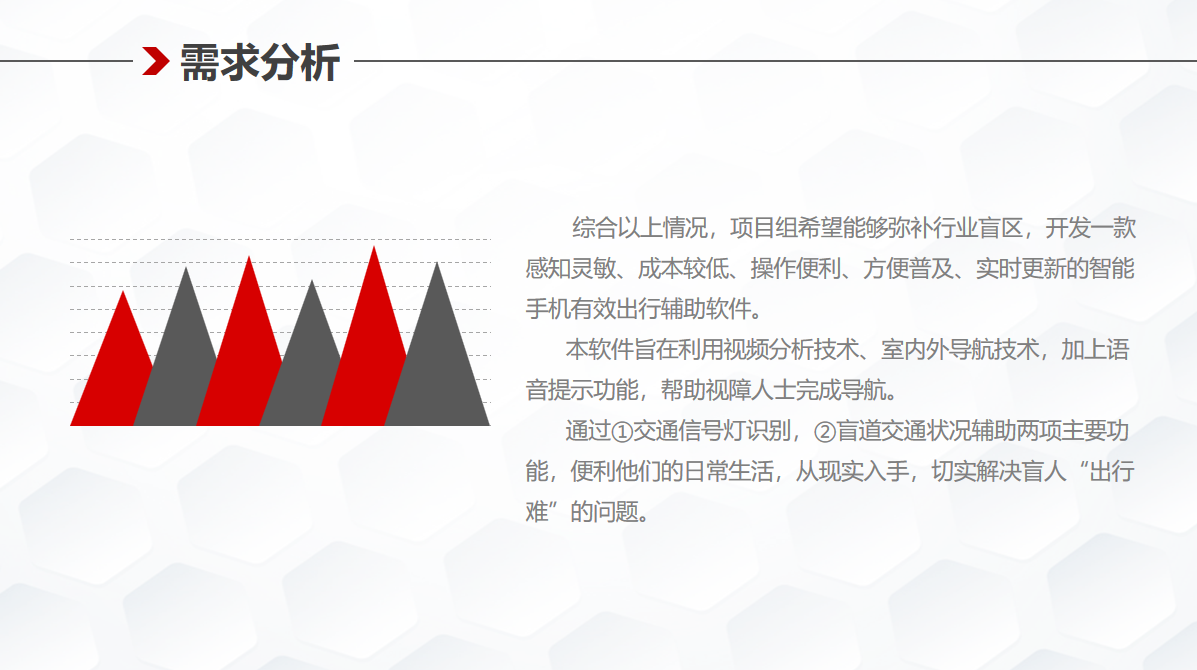 需求分析
综合以上情况，项目组希望能够弥补行业盲区，开发一款
感知灵敏、成本较低、操作便利、方便普及、实时更新的智能
手机有效出行辅助软件。
本软件旨在利用视频分析技术、室内外导航技术，加上语
音提示功能，帮助视障人士完成导航。
通过①交通信号灯识别，②盲道交通状况辅助两项主要功
能，便利他们的日常生活，从现实入手，切实解决盲人“出行
难”的问题。